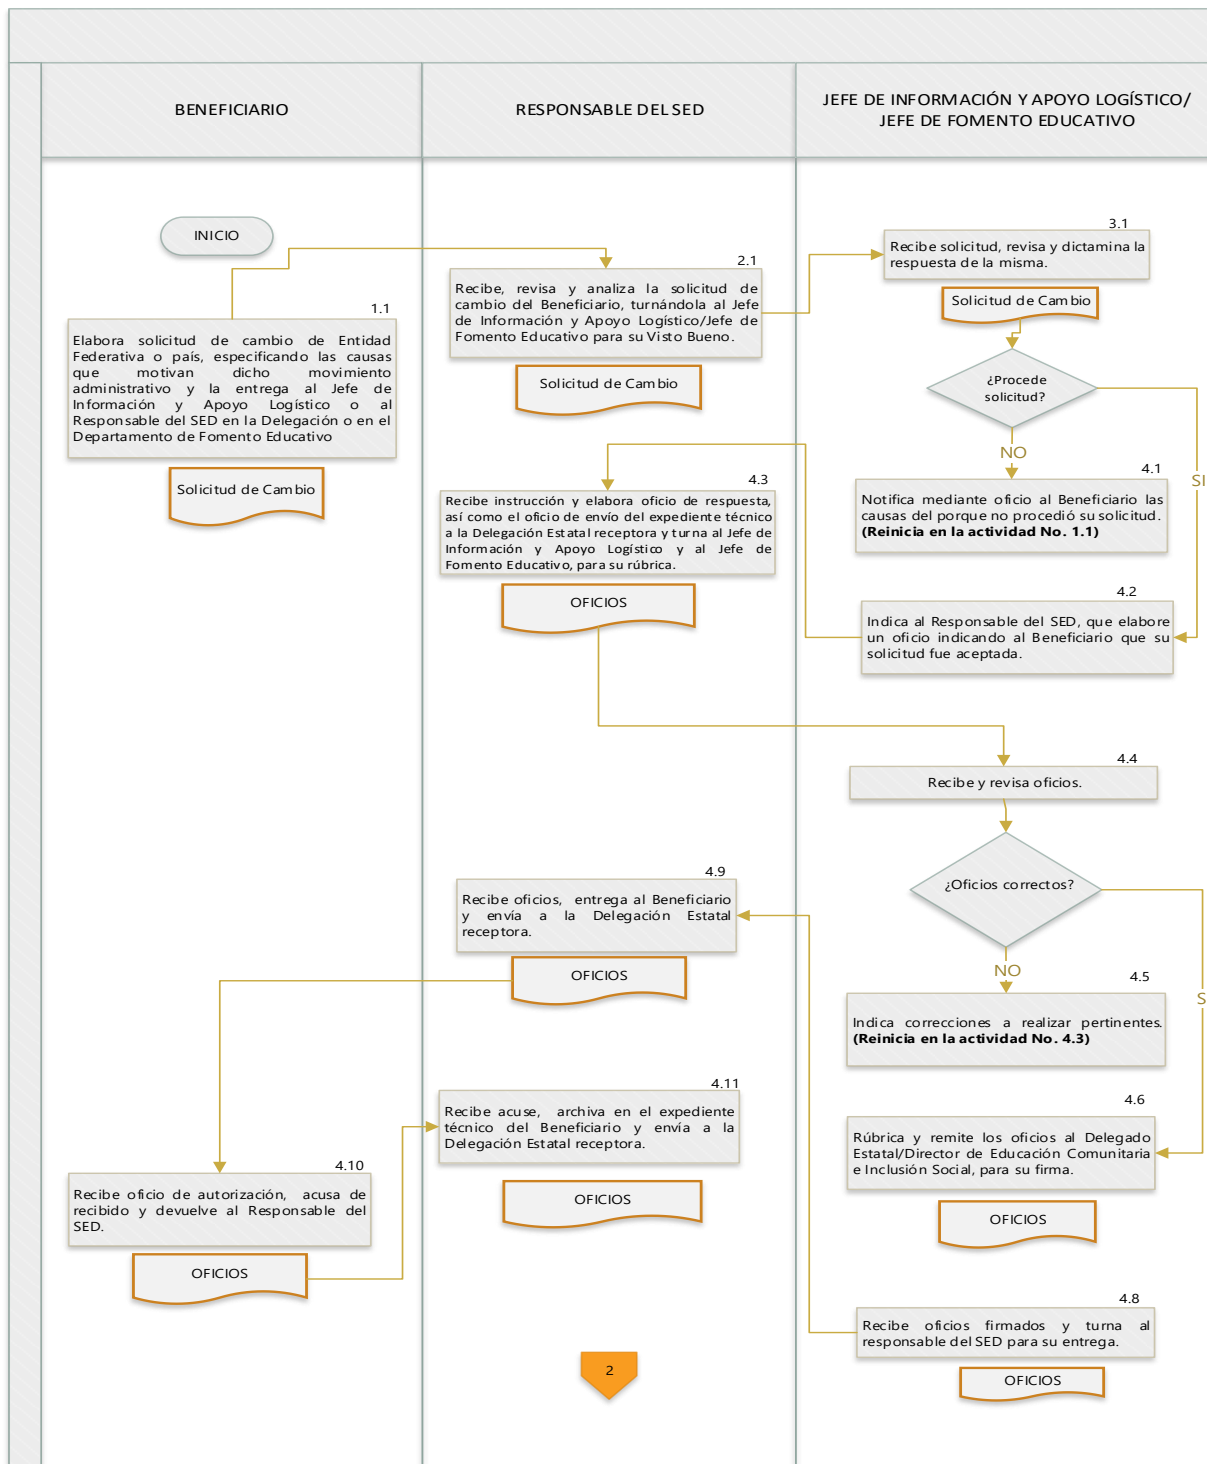 BENEFICIARIO
RESPONSABLE DEL SED
JEFE DE INFORMACIÓN Y APOYO LOGÍSTICO/
JEFE DE FOMENTO EDUCATIVO
INICIO
1.1
Elabora solicitud de cambio de Entidad
Federativa o país, especificando las causas
que motivan dicho movimiento
administrativo y la entrega al Jefe de
Información y Apoyo Logístico o al
Responsable del SED en la Delegación o en el
Departamento de Fomento Educativo
Solicitud de Cambio
2.1
Recibe, revisa y analiza la solicitud de
cambio del Beneficiario, turnándola al Jefe
de Información y Apoyo Logístico/Jefe de
Fomento Educativo para su Visto Bueno.
Solicitud de Cambio
3.1
Recibe solicitud, revisa y dictamina la
respuesta de la misma.
Solicitud de Cambio
¿Procede
solicitud?
NO
SI
4.1
Notifica mediante oficio al Beneficiario las
causas del porque no procedió su solicitud.
(Reinicia en la actividad No. 1.1)
4.2
Indica al Responsable del SED, que elabore
un oficio indicando al Beneficiario que su
solicitud fue aceptada.
4.3
Recibe instrucción y elabora oficio de respuesta,
así como el oficio de envío del expediente técnico
a la Delegación Estatal receptora y turna al Jefe de
Información y Apoyo Logístico y al Jefe de
Fomento Educativo, para su rúbrica.
OFICIOS
4.4
Recibe y revisa oficios.
¿Oficios correctos?
NO
S
4.5
Indica correcciones a realizar pertinentes.
(Reinicia en la actividad No. 4.3)
4.6
Rúbrica y remite los oficios al Delegado
Estatal/Director de Educación Comunitaria
e Inclusión Social, para su firma.
OFICIOS
4.8
Recibe oficios firmados y turna al
responsable del SED para su entrega.
OFICIOS
4.9
Recibe oficios, entrega al Beneficiario
y envía a la Delegación Estatal
receptora.
OFICIOS
4.10
Recibe oficio de autorización, acusa de
recibido y devuelve al Responsable del
SED.
OFICIOS
4.11
Recibe acuse, archiva en el expediente
técnico del Beneficiario y envía a la
Delegación Estatal receptora.
OFICIOS
2